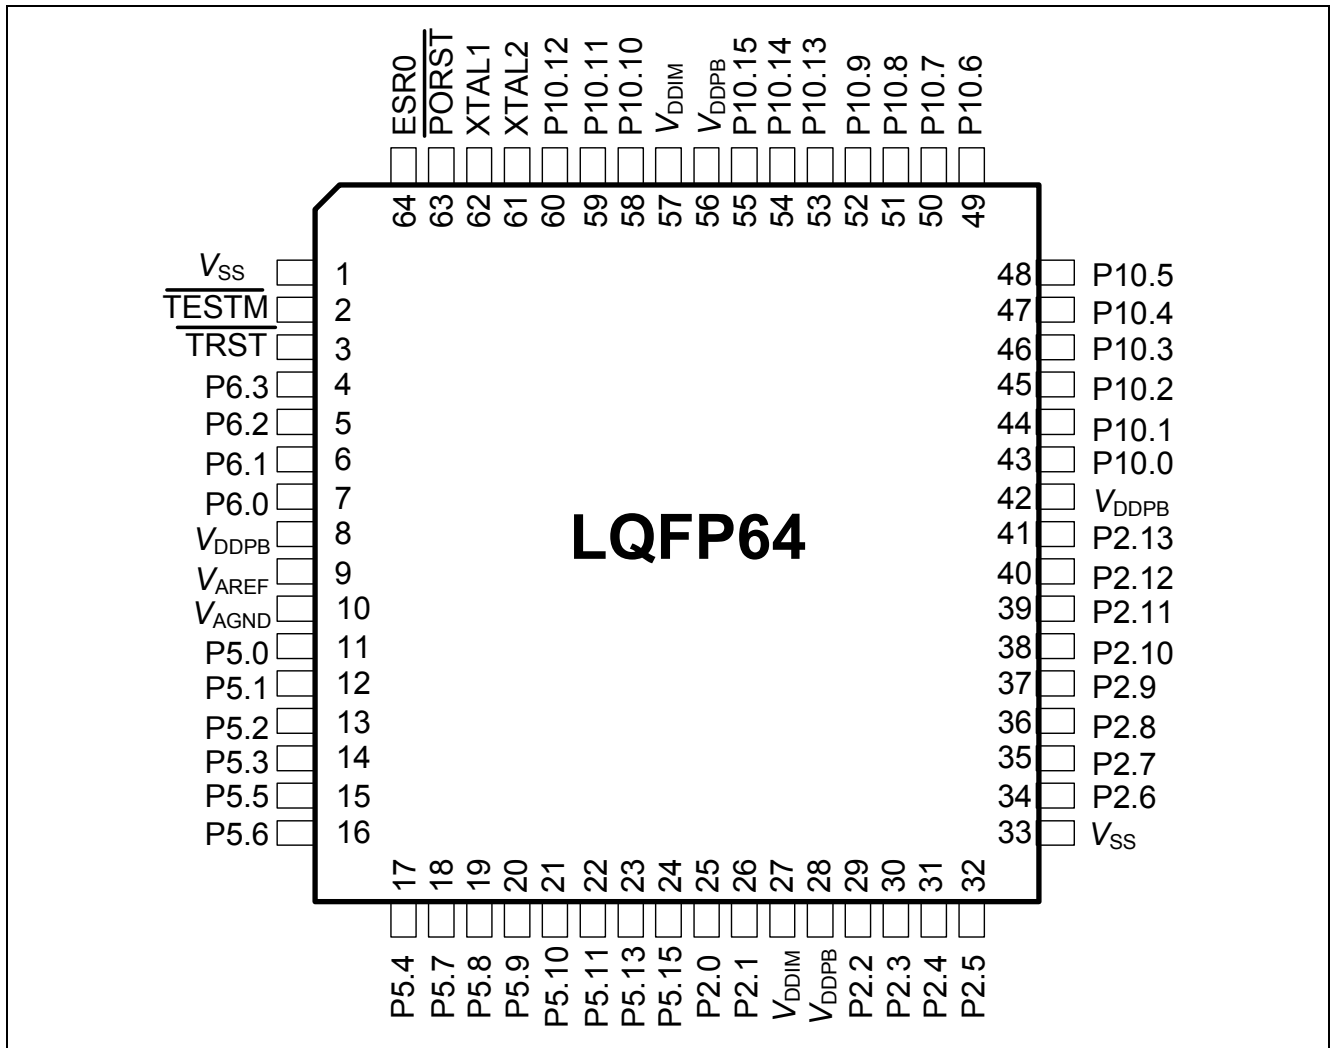 ESR0
PORST
XTAL1
XTAL2
P10.12
P10.11
P10.10
VDDIM
VDDPB
P10.15
P10.14
P10.13
P10.9
P10.8
P10.7
P10.6
64
63
62
61
60
59
58
57
56
55
54
53
52
51
50
49
VSS 1
TESTM 2
TRST 3
P6.3 4
P6.2 5
P6.1 6
P6.0 7
VDDPB 8
VAREF 9
VAGND 10
P5.0 11
P5.1 12
P5.2 13
P5.3 14
P5.5 15
P5.6 16
LQFP64
48 P10.5
47 P10.4
46 P10.3
45 P10.2
44 P10.1
43 P10.0
42 VDDPB
41 P2.13
40 P2.12
39 P2.11
38 P2.10
37 P2.9
36 P2.8
35 P2.7
34 P2.6
33 VSS
17
18
19
20
21
22
23
24
25
26
27
28
29
30
31
32
P5.4
P5.7
P5.8
P5.9
P5.10
P5.11
P5.13
P5.15
P2.0
P2.1
VDDIM
VDDPB
P2.2
P2.3
P2.4
P2.5